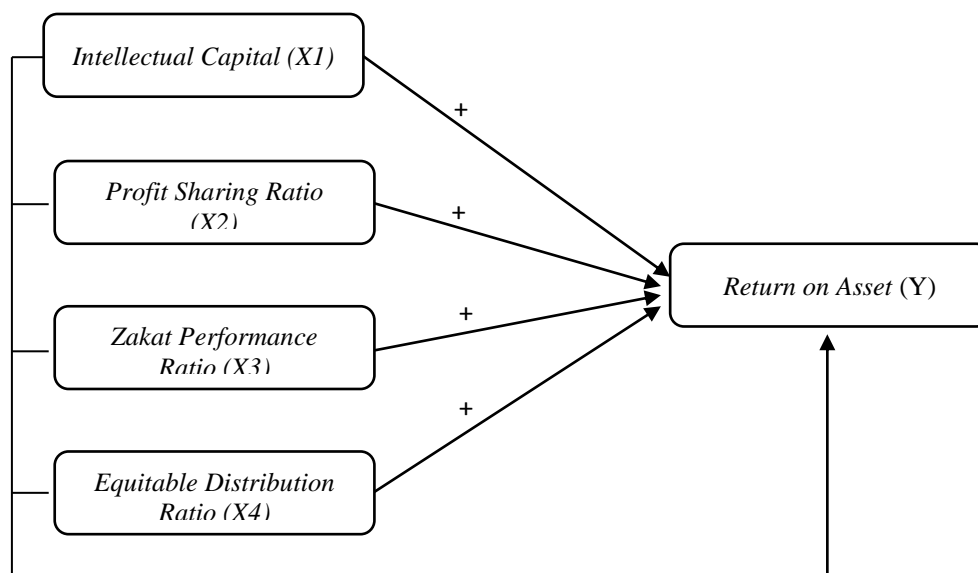 Intellectual Capital (X1)
+
Profit Sharing Ratio
(X2)
+
Return on Asset (Y)
Zakat Performance
Ratio (X3)
+
+
Equitable Distribution
Ratio (X4)